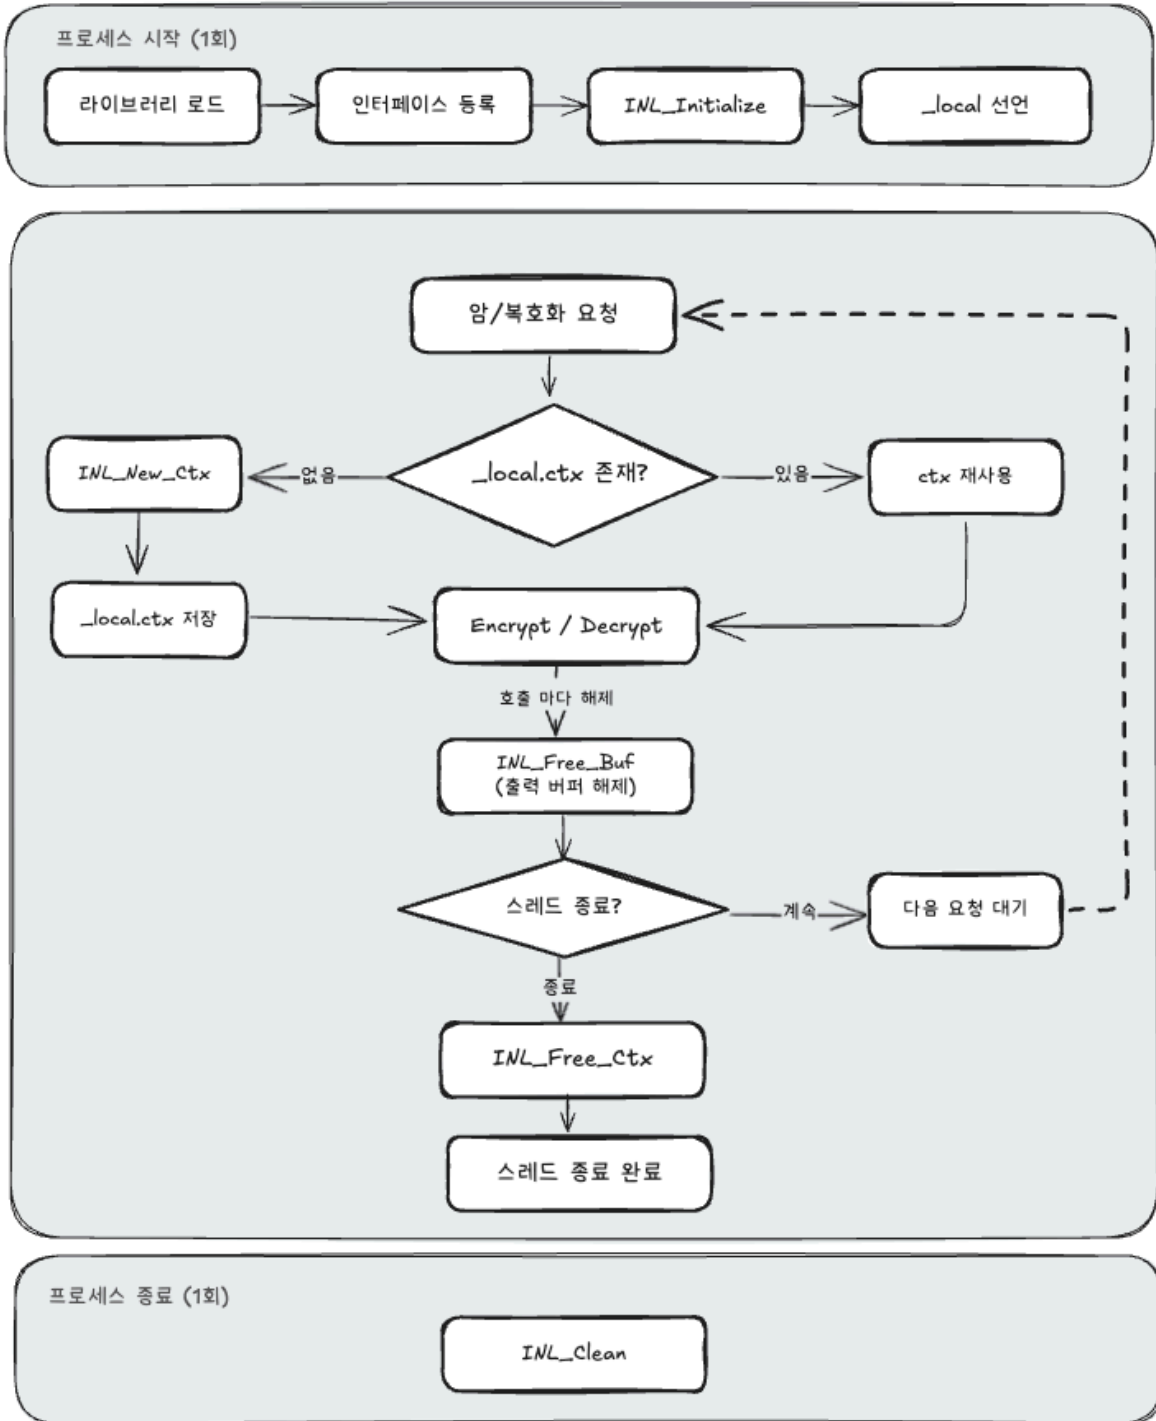 프로세스 시작 (1회)
라이브러리 로드
인터페이스 등록
INL_Initialize
_local 선언
암/복호화 요청
_local.ctx 존재?
없음
있음
INL_New_Ctx
ctx 재사용
_local.ctx 저장
Encrypt / Decrypt
호출 마다 해제
INL_Free_Buf
(출력 버퍼 해제)
스레드 종료?
계속
다음 요청 대기
종료
INL_Free_Ctx
스레드 종료 완료
프로세스 종료 (1회)
INL_Clean